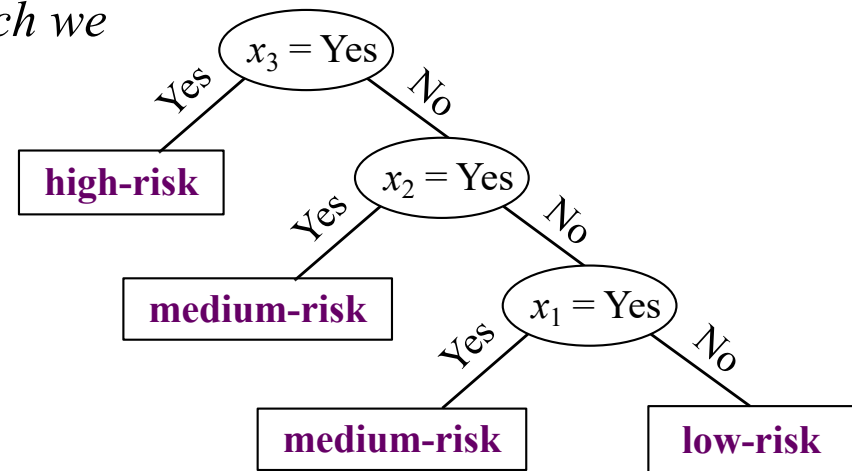 ch we
x₃ = Yes
Yes
No
high-risk
x₂ = Yes
Yes
No
medium-risk
x₁ = Yes
Yes
No
medium-risk
low-risk